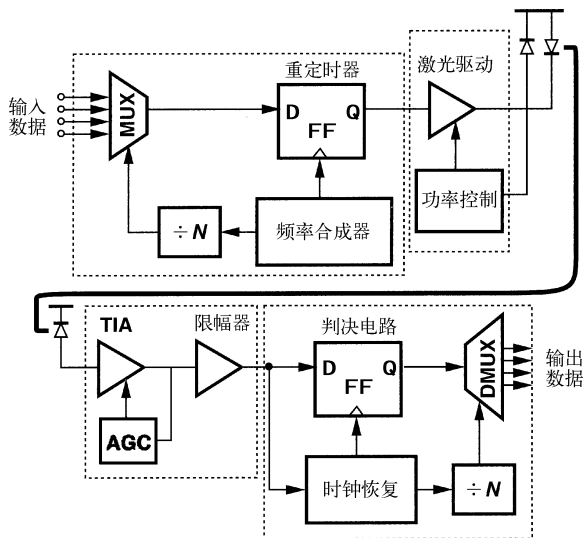 重定时器
激光驱动
输入
数据
MUX
D
Q
FF
功率控制
÷N
频率合成器
TIA
限幅器
判决电路
D
Q
FF
DMUX
输出
数据
AGC
时钟恢复
÷N